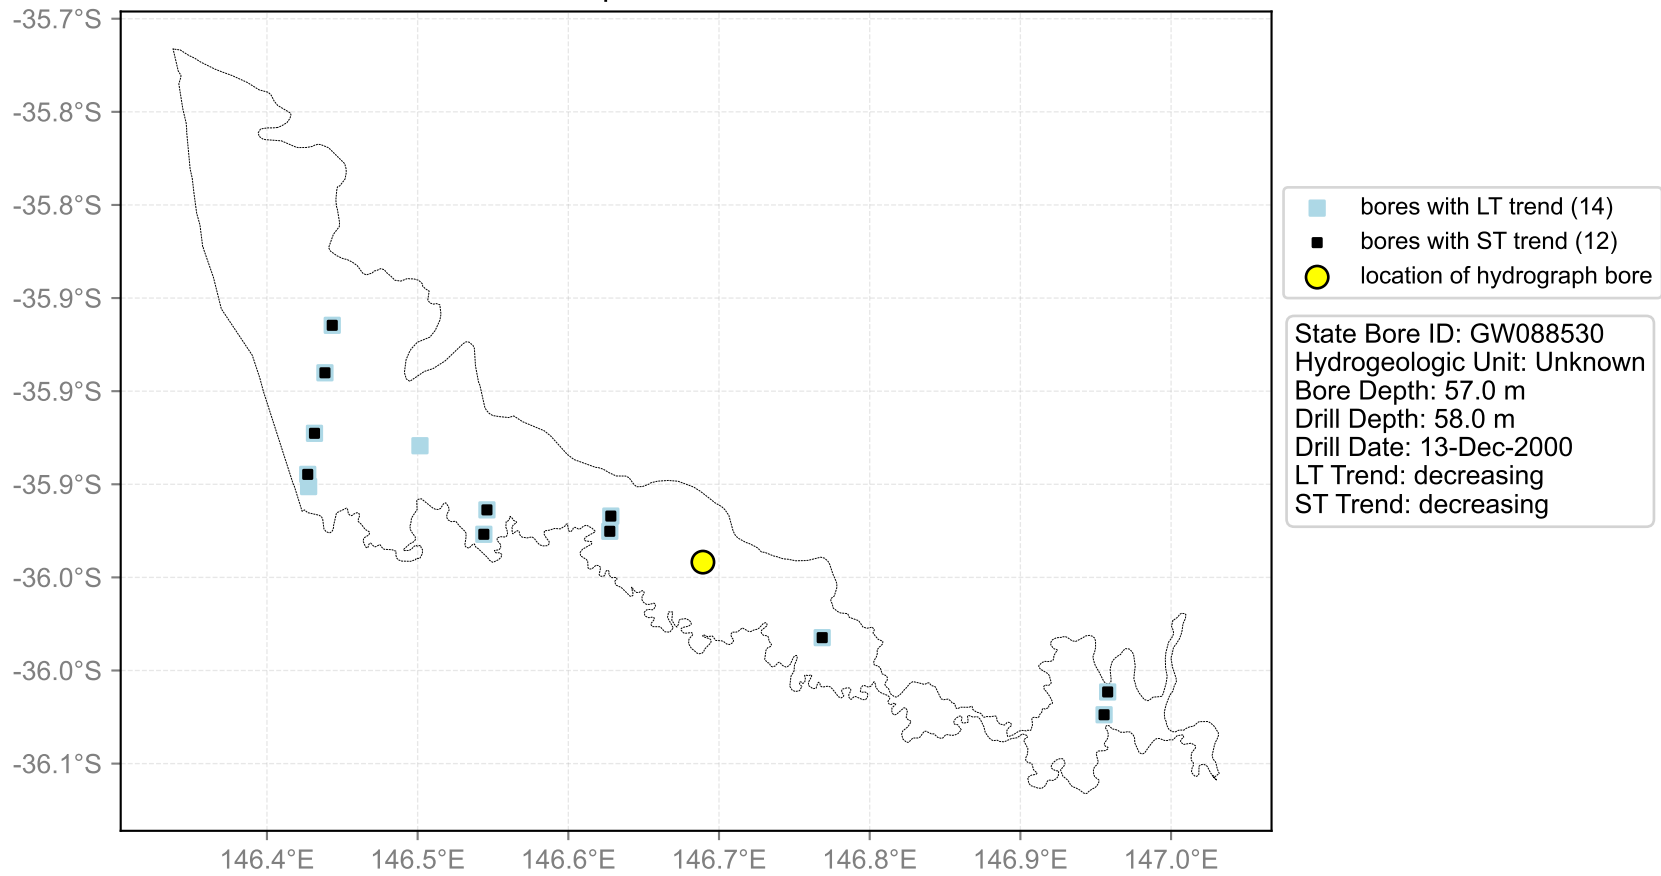 -35.7°S
-35.8°S
-35.8°S
-35.9°S
-35.9°S
-35.9°S
-36.0°S
-36.0°S
-36.1°S
146.4°E 146.5°E 146.6°E 146.7°E 146.8°E 146.9°E 147.0°E
bores with LT trend (14)
bores with ST trend (12)
location of hydrograph bore
State Bore ID: GW088530
Hydrogeologic Unit: Unknown
Bore Depth: 57.0 m
Drill Depth: 58.0 m
Drill Date: 13-Dec-2000
LT Trend: decreasing
ST Trend: decreasing